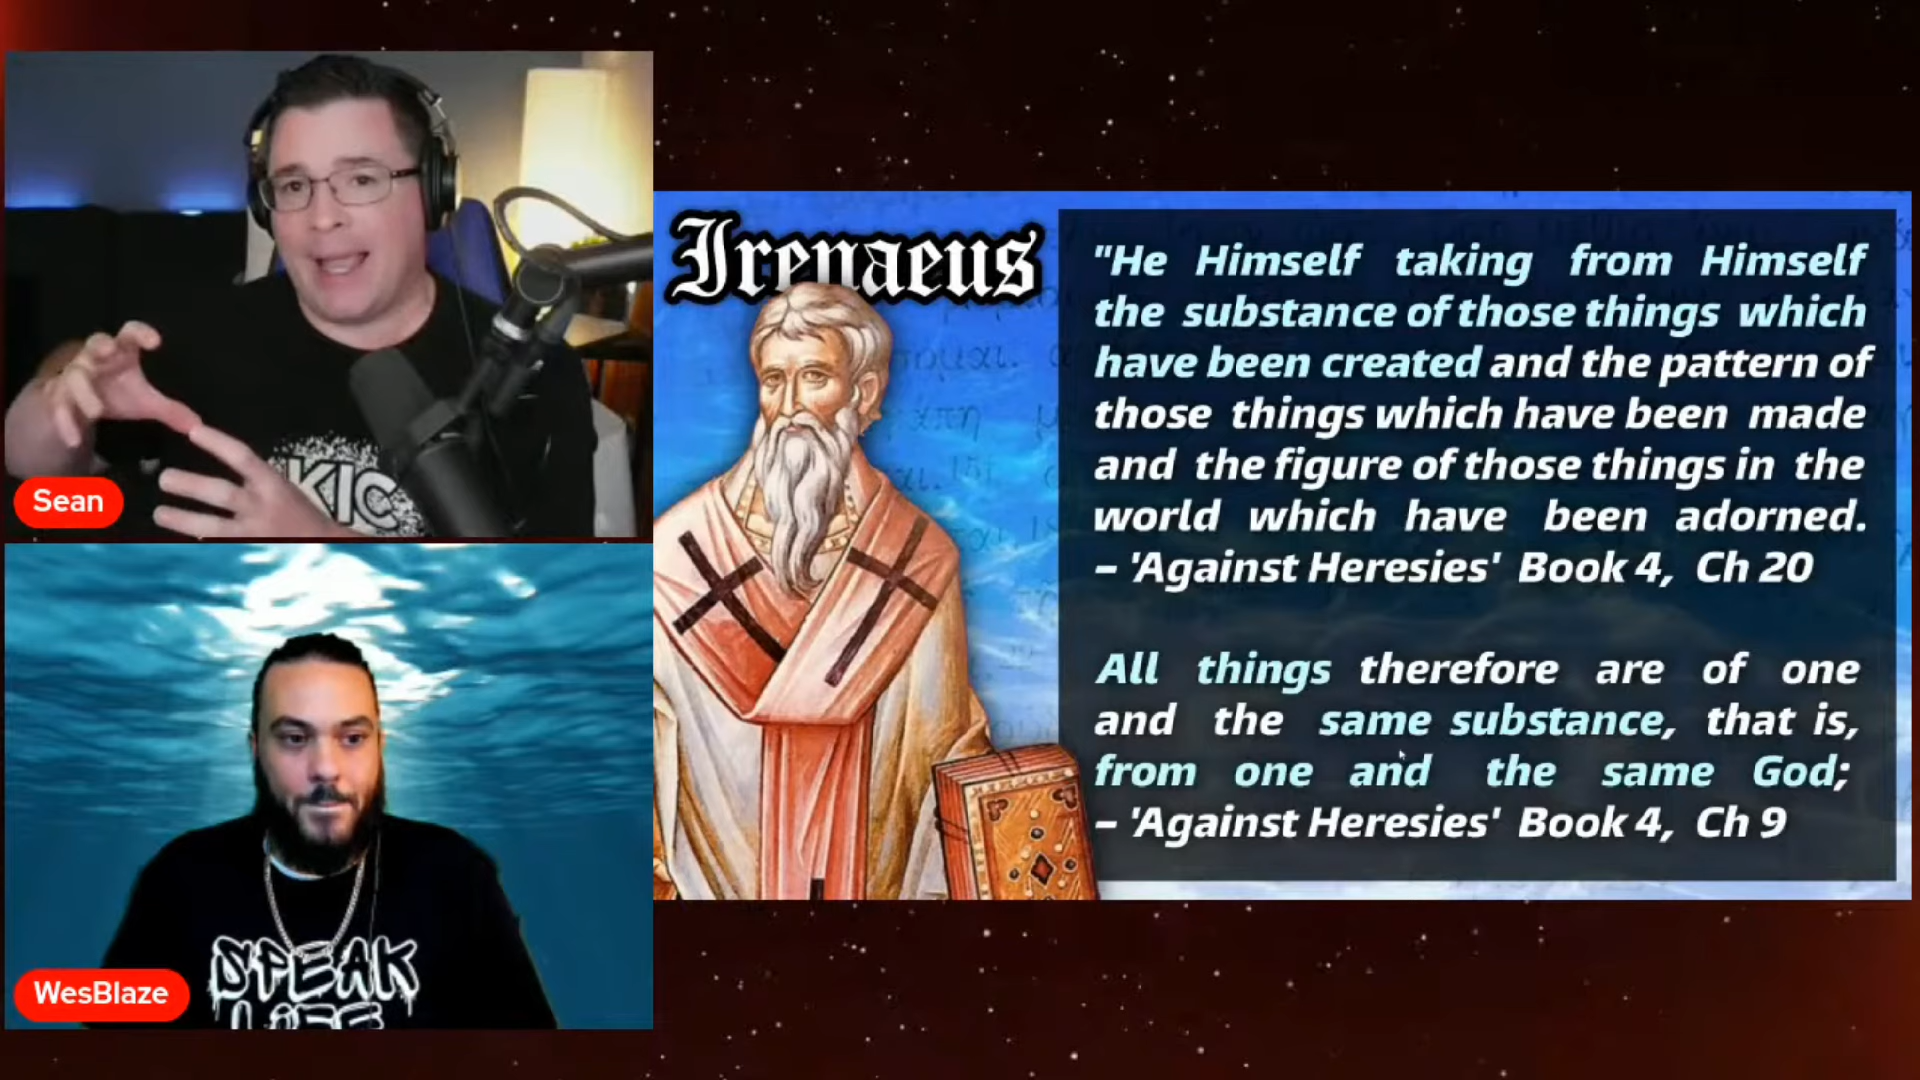 Irenaeus
"He Himself taking from Himself
the substance of those things which
have been created and the pattern of
those things which have been made
and the figure of those things in the
world which have been adorned.
– 'Against Heresies' Book 4, Ch 20
All things therefore are of one
and the same substance, that is,
from one and the same God;
– 'Against Heresies' Book 4, Ch 9
KIC
Sean
SPEAK
LIFE
WesBlaze